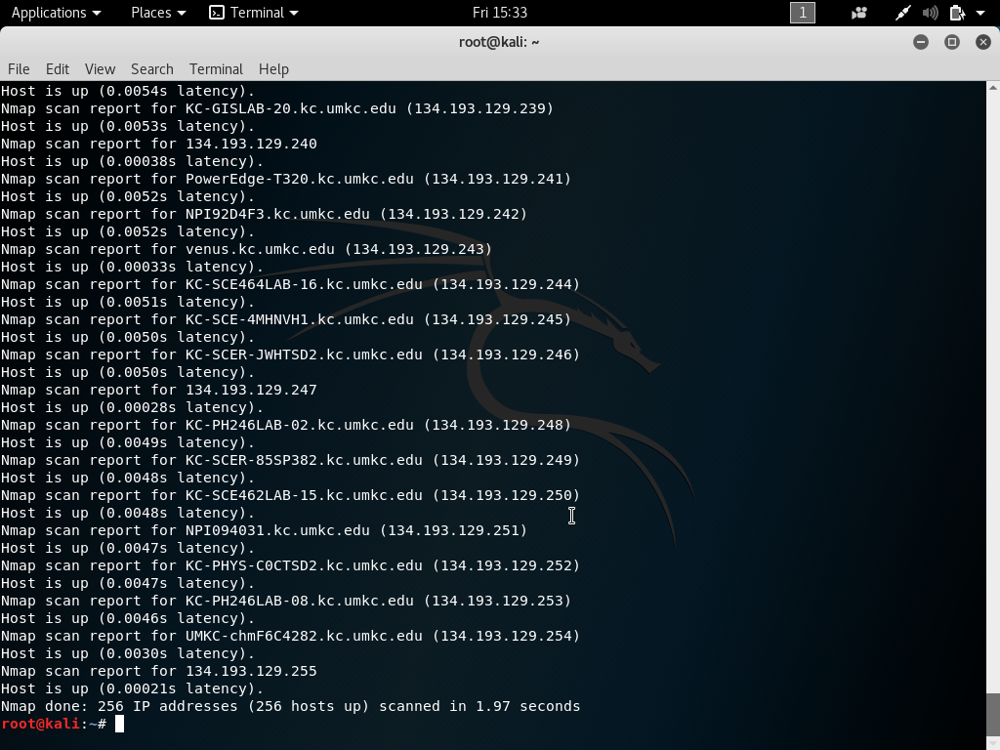 Applications Places Terminal Fri 15:33 1
root@kali: ~
File Edit View Search Terminal Help
Host is up (0.0054s latency).
Nmap scan report for KC-GISLAB-20.kc.umkc.edu (134.193.129.239)
Host is up (0.0053s latency).
Nmap scan report for 134.193.129.240
Host is up (0.00038s latency).
Nmap scan report for PowerEdge-T320.kc.umkc.edu (134.193.129.241)
Host is up (0.0052s latency).
Nmap scan report for NPI92D4F3.kc.umkc.edu (134.193.129.242)
Host is up (0.0052s latency).
Nmap scan report for venus.kc.umkc.edu (134.193.129.243)
Host is up (0.00033s latency).
Nmap scan report for KC-SCE464LAB-16.kc.umkc.edu (134.193.129.244)
Host is up (0.0051s latency).
Nmap scan report for KC-SCE-4MHNVH1.kc.umkc.edu (134.193.129.245)
Host is up (0.0050s latency).
Nmap scan report for KC-SCER-JWHTSD2.kc.umkc.edu (134.193.129.246)
Host is up (0.0050s latency).
Nmap scan report for 134.193.129.247
Host is up (0.00028s latency).
Nmap scan report for KC-PH246LAB-02.kc.umkc.edu (134.193.129.248)
Host is up (0.0049s latency).
Nmap scan report for KC-SCER-85SP382.kc.umkc.edu (134.193.129.249)
Host is up (0.0048s latency).
Nmap scan report for KC-SCE462LAB-15.kc.umkc.edu (134.193.129.250)
Host is up (0.0048s latency).
Nmap scan report for NPI094031.kc.umkc.edu (134.193.129.251)
Host is up (0.0047s latency).
Nmap scan report for KC-PHYS-C0CTSD2.kc.umkc.edu (134.193.129.252)
Host is up (0.0047s latency).
Nmap scan report for KC-PH246LAB-08.kc.umkc.edu (134.193.129.253)
Host is up (0.0046s latency).
Nmap scan report for UMKC-chmF6C4282.kc.umkc.edu (134.193.129.254)
Host is up (0.0030s latency).
Nmap scan report for 134.193.129.255
Host is up (0.00021s latency).
Nmap done: 256 IP addresses (256 hosts up) scanned in 1.97 seconds
root@kali:~#